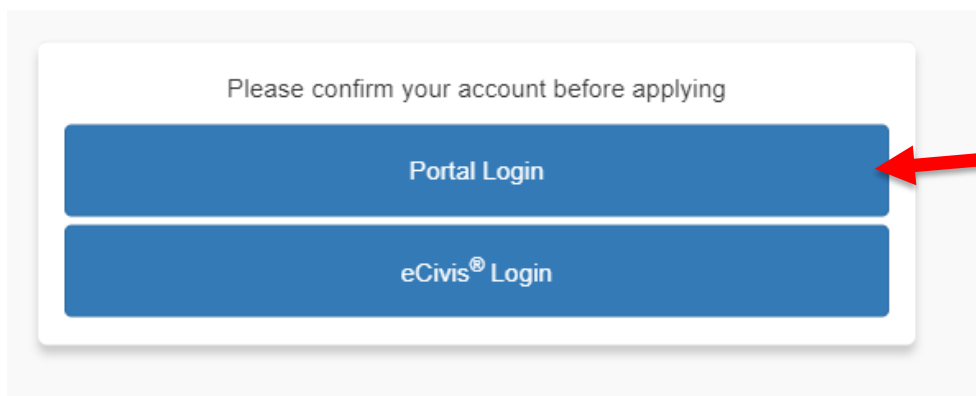 Please confirm your account before applying
Portal Login
eCivis® Login